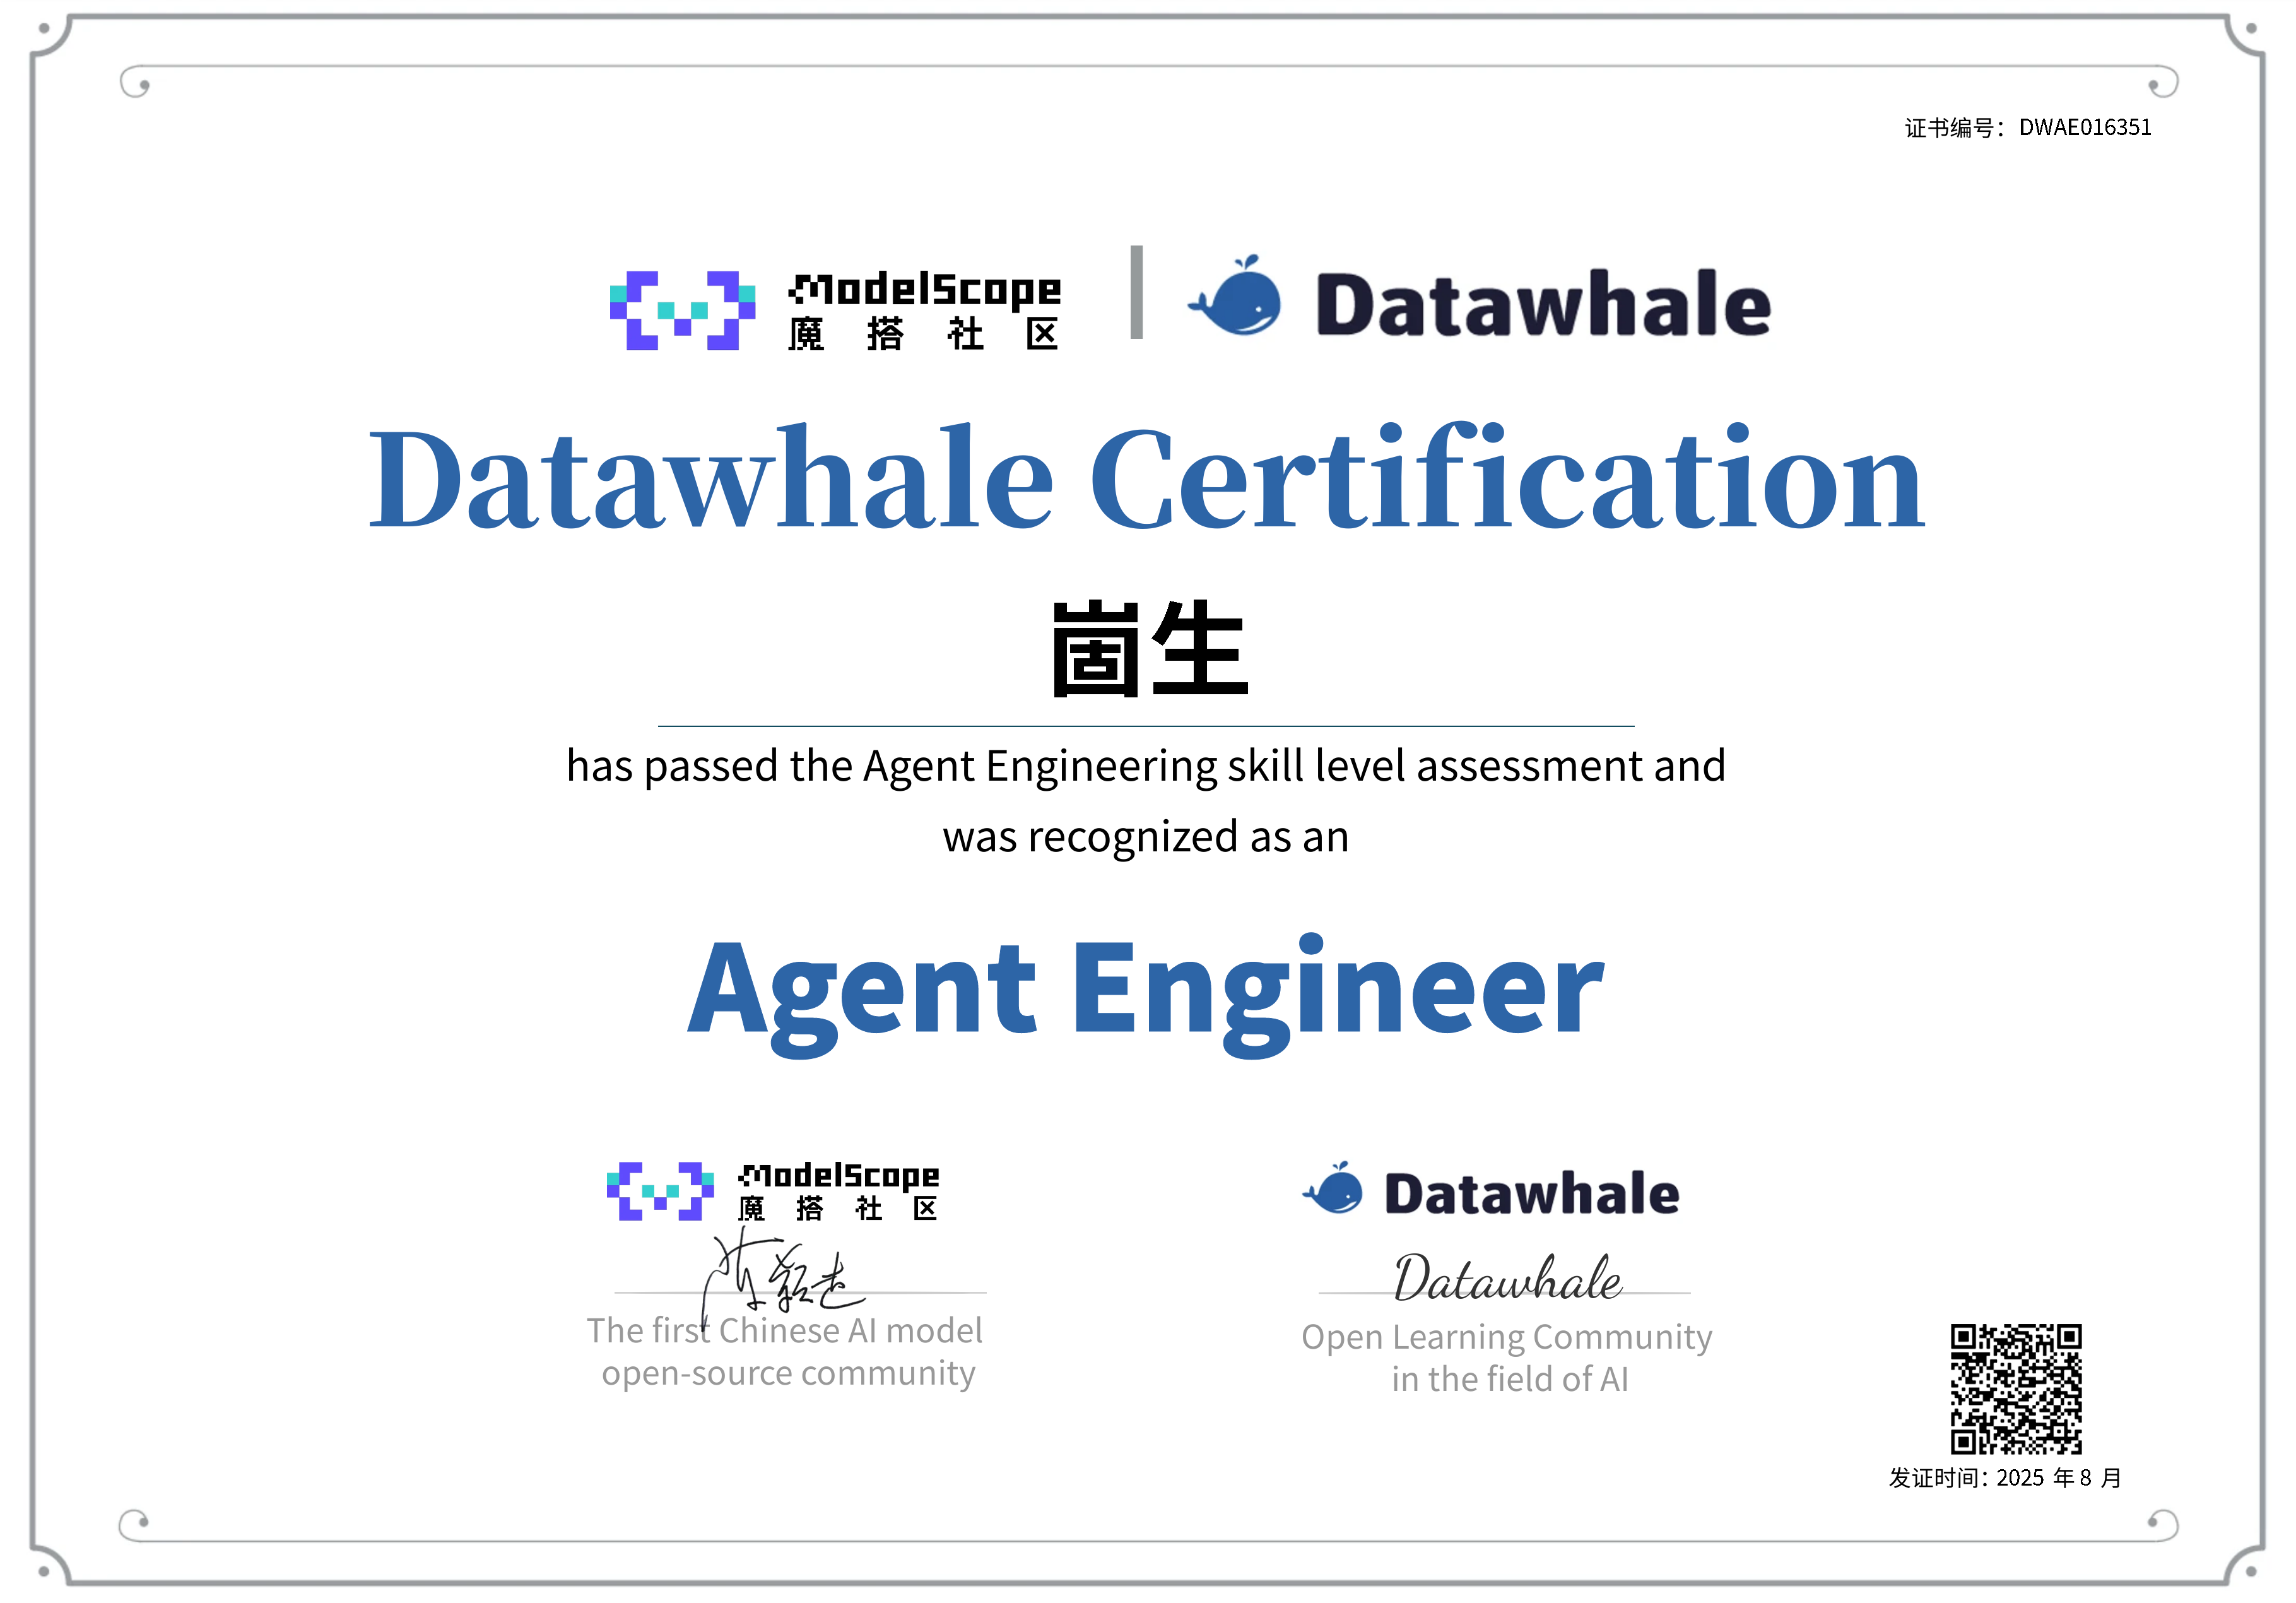 证书编号：DWAE016351
ModelScope
魔搭社区
Datawhale
Datawhale Certification
崮生
has passed the Agent Engineering skill level assessment and
was recognized as an
Agent Engineer
ModelScope
魔搭社区
The first Chinese AI model
open-source community
Datawhale
Datawhale
Open Learning Community
in the field of AI
发证时间：2025 年 8 月